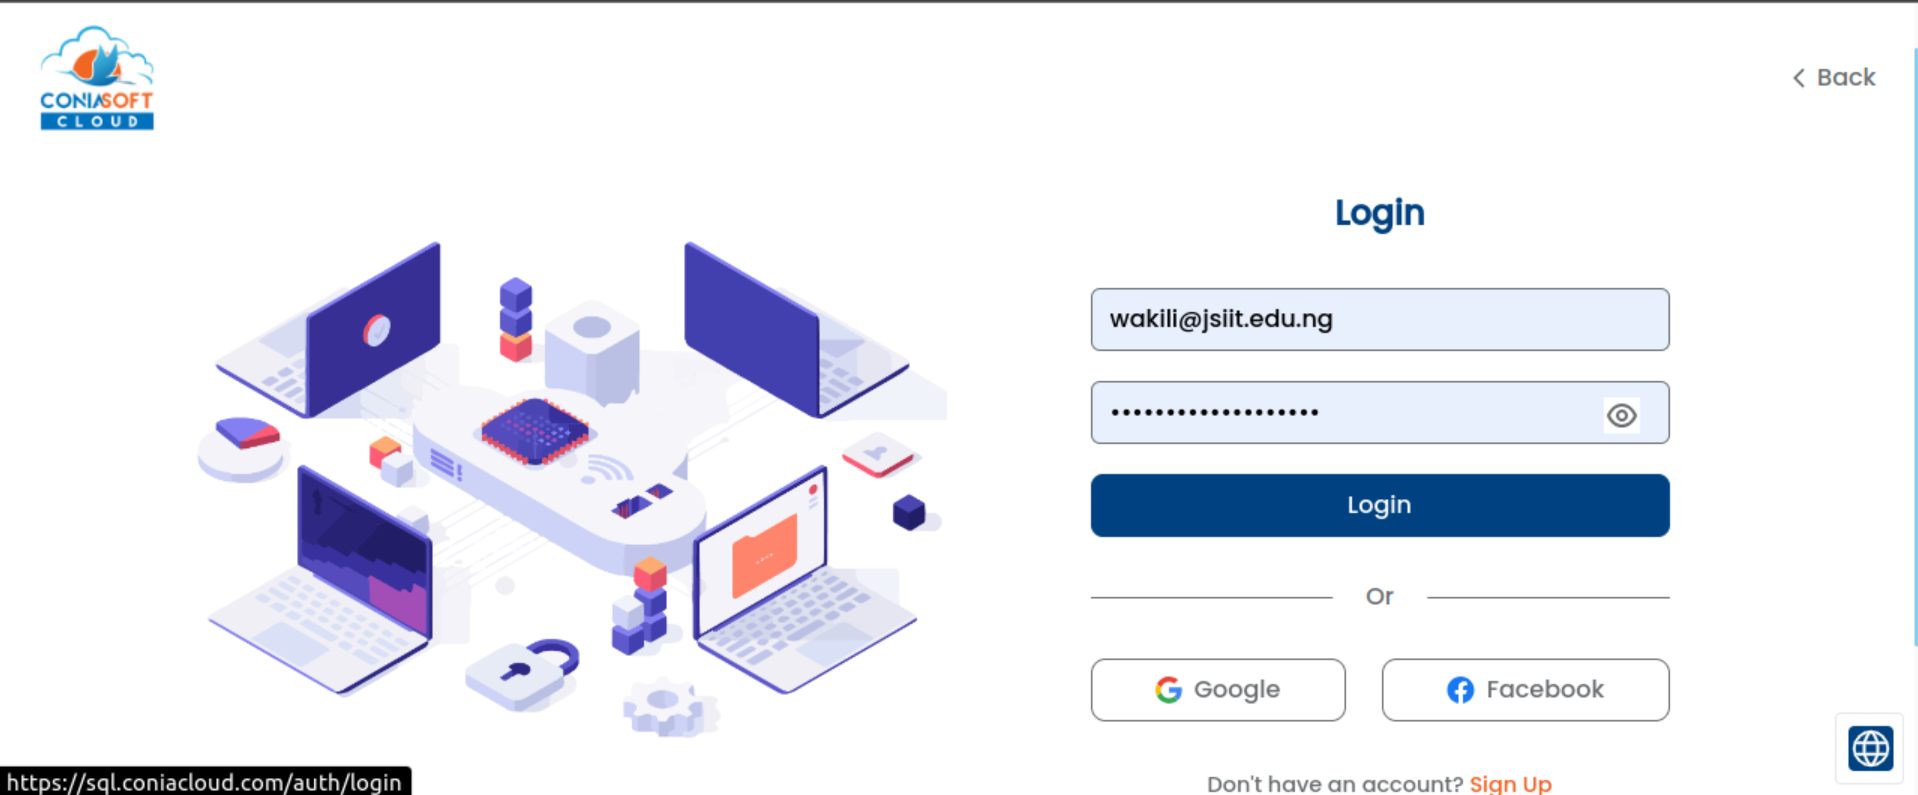 CONIASOFT
CLOUD
Back
Login
wakili@jsiit.edu.ng
•••••••••••••••••••
Login
Or
Google
Facebook
Don't have an account? Sign Up
https://sql.coniacloud.com/auth/login